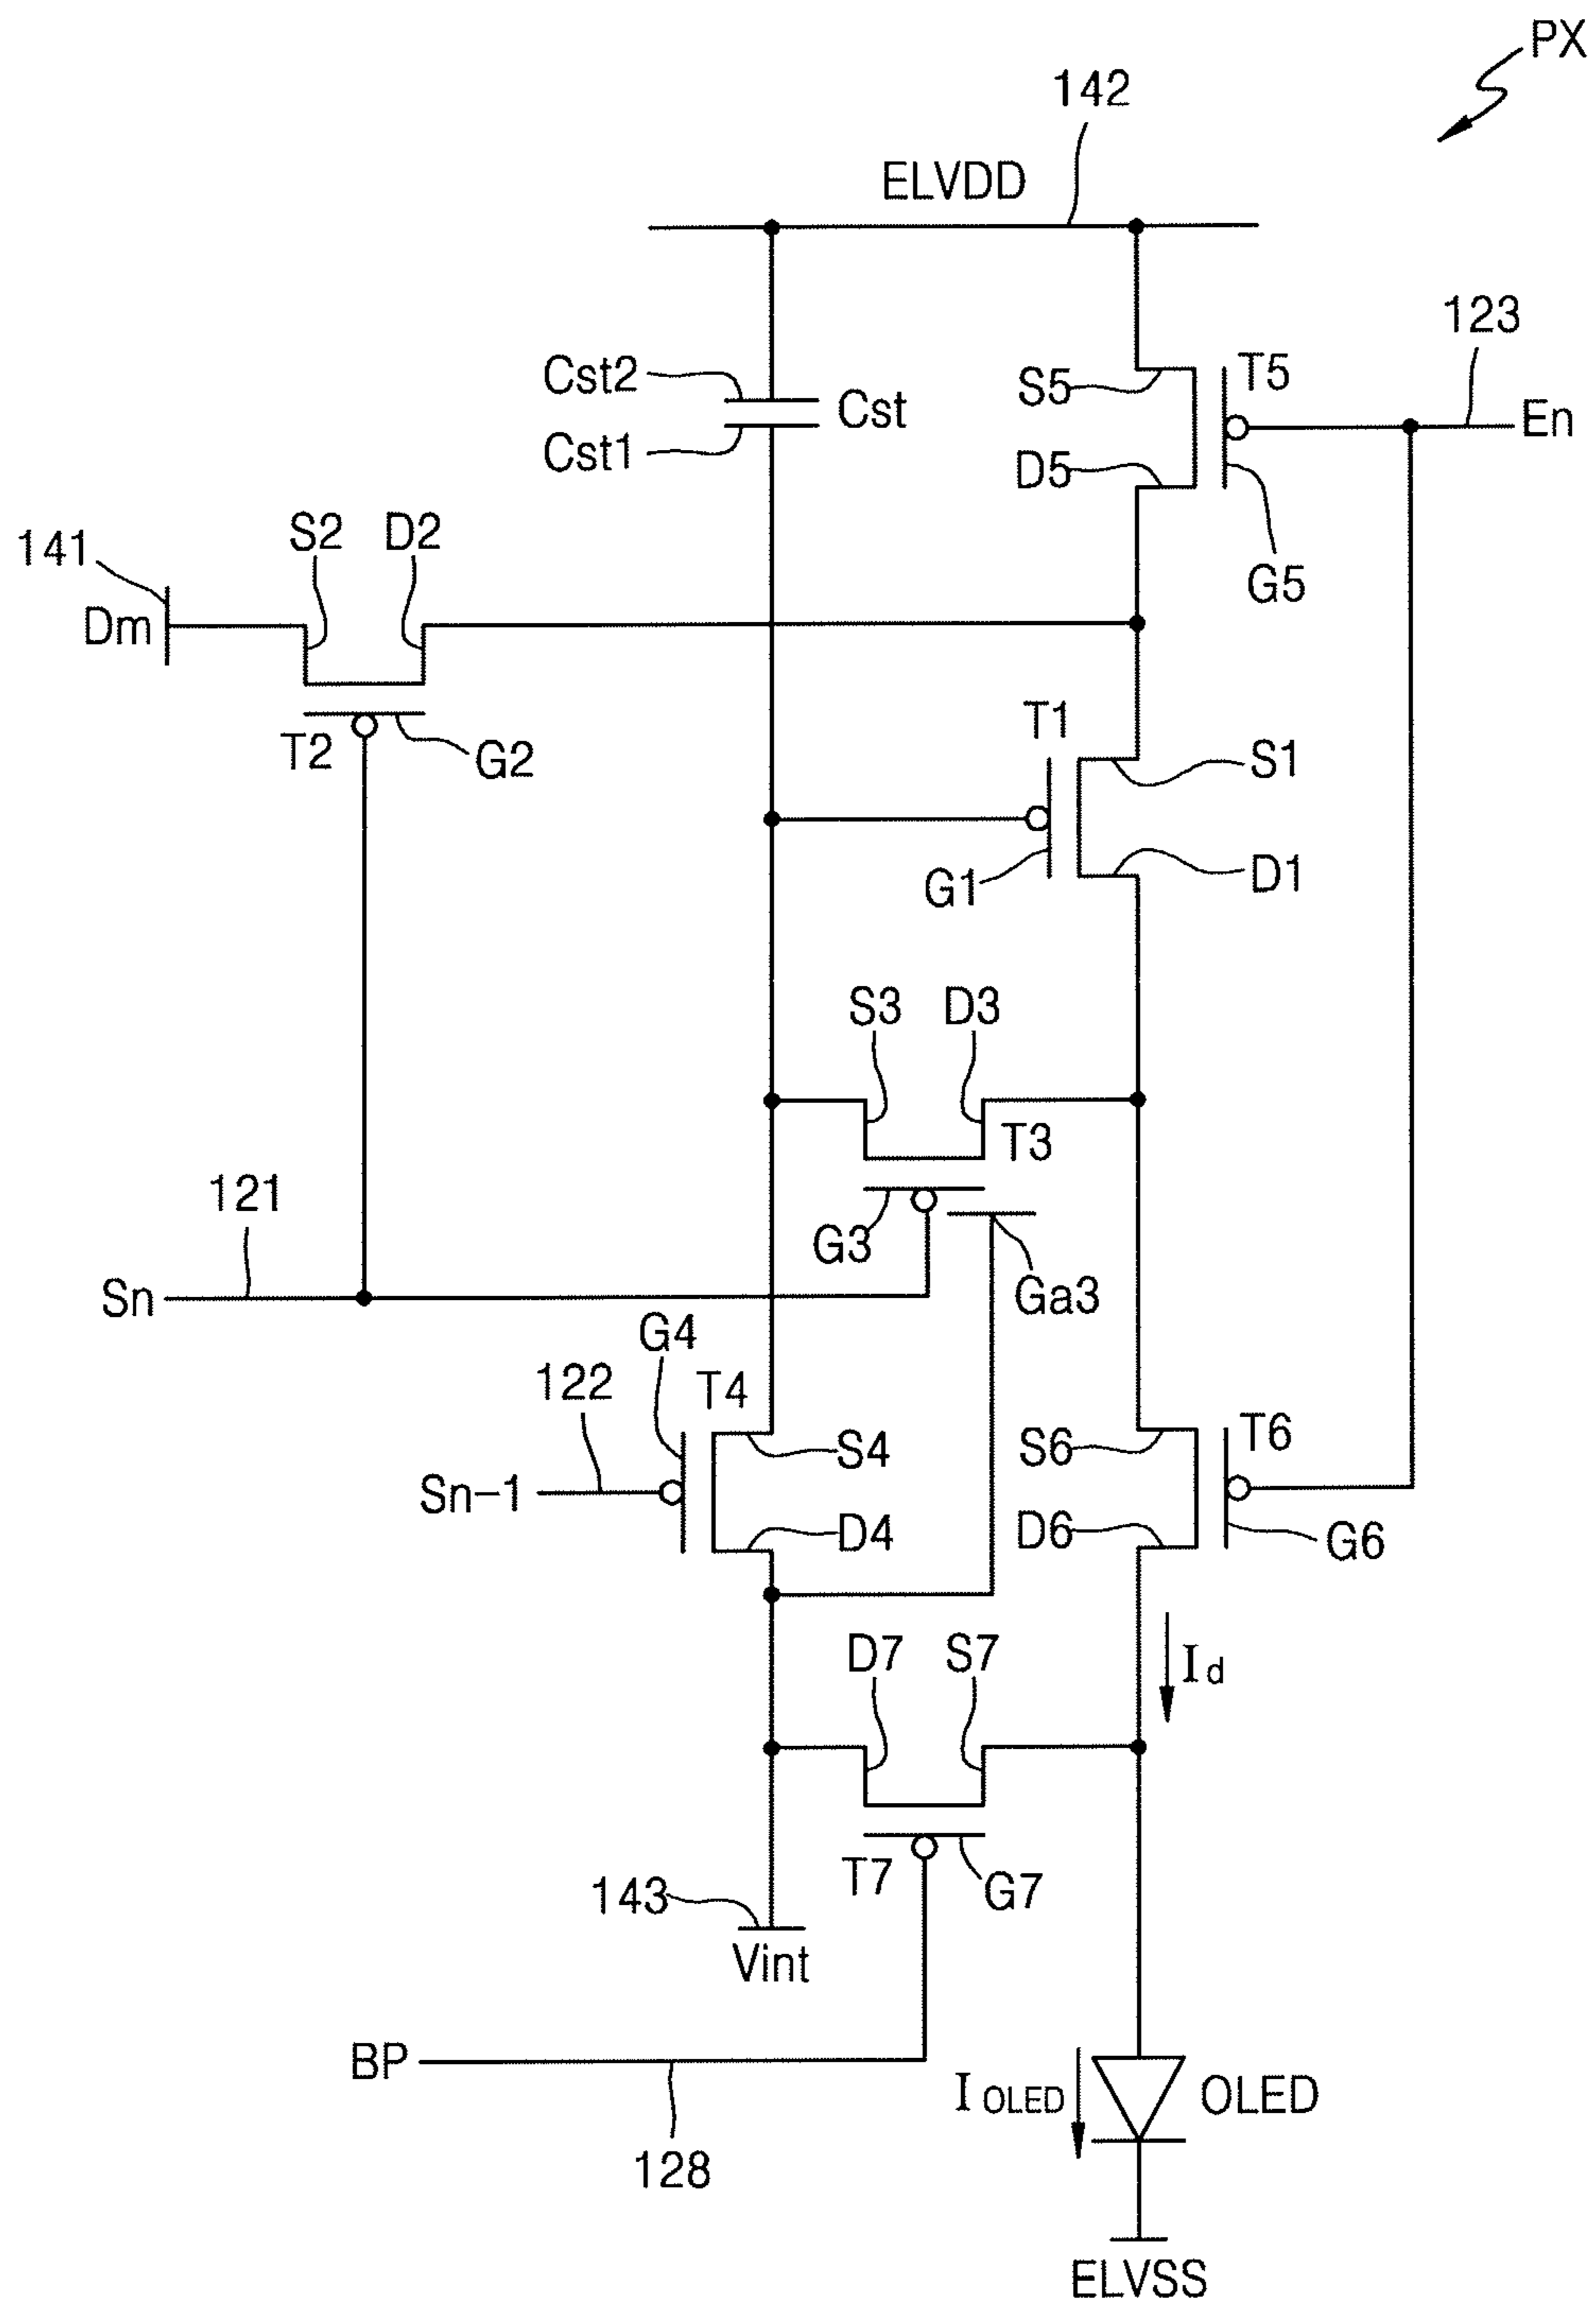 PX
142
ELVDD
123
Cst2
Cst
Cst1
S5
T5
En
D5
G5
141
S2
D2
Dm
T2
G2
T1
S1
G1
D1
S3
D3
T3
121
G3
Ga3
Sn
G4
122
T4
S4
S6
T6
Sn-1
D4
D6
G6
D7
S7
Id
T7
G7
143
Vint
BP
128
IOLED
OLED
ELVSS